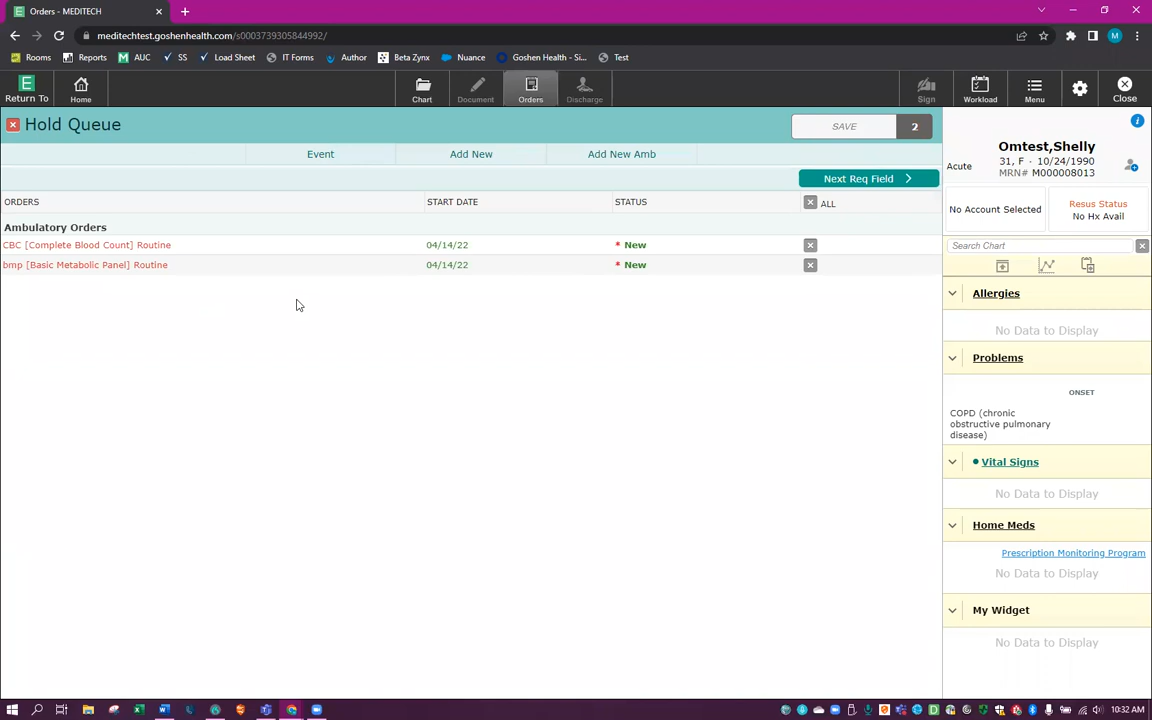 Orders - MEDITECH
meditechtest.goshenhealth.com/s0003739305844992/
M
Rooms Reports AUC SS Load Sheet IT Forms Author Beta Zynx Nuance Goshen Health - Si... Test
Return To Home Chart Document Orders Discharge Sign Workload Menu Close
Hold Queue
SAVE 2
Event Add New Add New Amb
Next Req Field
ORDERS START DATE STATUS ALL
Ambulatory Orders
CBC [Complete Blood Count] Routine 04/14/22 * New
bmp [Basic Metabolic Panel] Routine 04/14/22 * New
Omtest,Shelly
Acute 31, F · 10/24/1990
MRN# M000008013
No Account Selected
Resus Status
No Hx Avail
Search Chart
Allergies
No Data to Display
Problems
ONSET
COPD (chronic
obstructive pulmonary
disease)
Vital Signs
No Data to Display
Home Meds
Prescription Monitoring Program
No Data to Display
My Widget
No Data to Display
10:32 AM